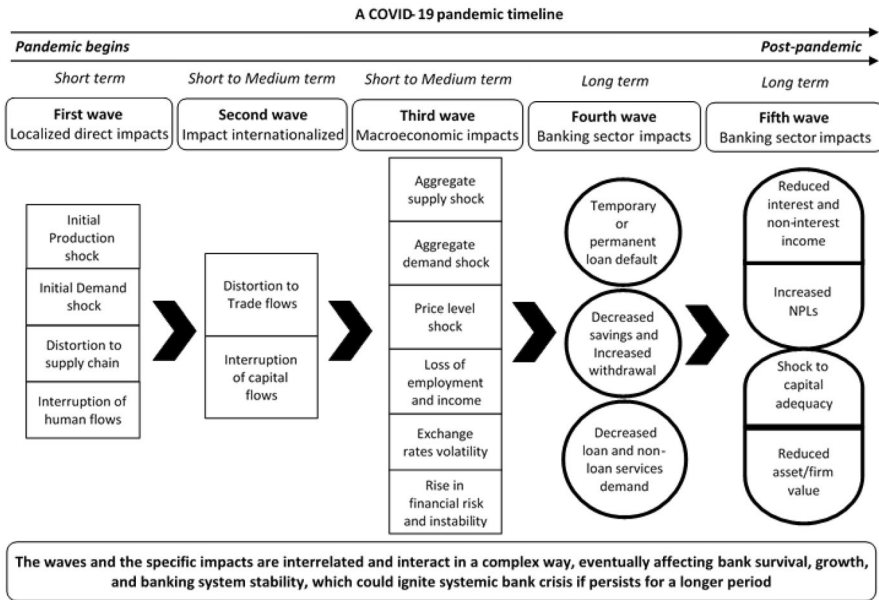 A COVID-19 pandemic timeline
Pandemic begins
Post-pandemic
Short term
Short to Medium term
Short to Medium term
Long term
Long term
First wave
Localized direct impacts
Second wave
Impact internationalized
Third wave
Macroeconomic impacts
Fourth wave
Banking sector impacts
Fifth wave
Banking sector impacts
Initial
Production
shock
Initial Demand
shock
Distortion to
supply chain
Interruption of
human flows
Distortion to
Trade flows
Interruption
of capital
flows
Aggregate
supply shock
Aggregate
demand shock
Price level
shock
Loss of
employment
and income
Exchange
rates volatility
Rise in
financial risk
and instability
Temporary
or
permanent
loan default
Decreased
savings and
Increased
withdrawal
Decreased
loan and non-
loan services
demand
Reduced
interest and
non-interest
income
Increased
NPLs
Shock to
capital
adequacy
Reduced
asset/firm
value
The waves and the specific impacts are interrelated and interact in a complex way, eventually affecting bank survival, growth,
and banking system stability, which could ignite systemic bank crisis if persists for a longer period